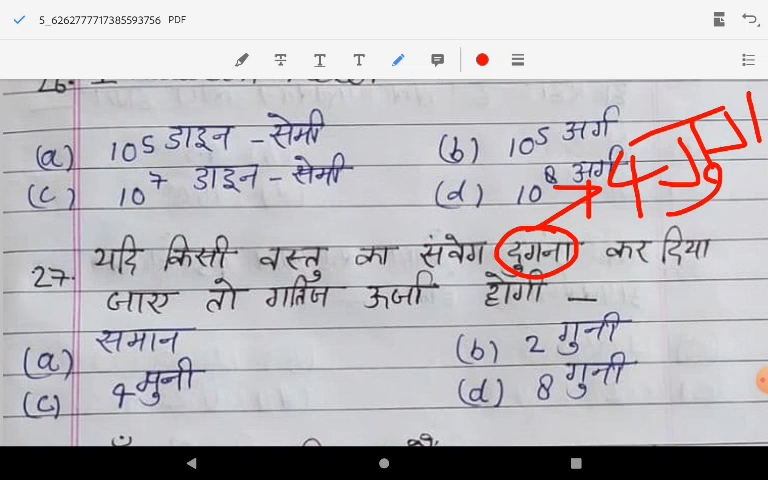 5_6262777717385593756 PDF
26.
(a) 10⁵ डाइन - सेमी (b) 10⁵ अर्ग
(c) 10⁷ डाइन - सेमी (d) 10⁸ अर्ग
4 गुना
27. यदि किसी वस्तु का संवेग दुगना कर दिया
जाए तो गतिज ऊर्जा होगी -
(a) समान (b) 2 गुनी
(c) 4 गुनी (d) 8 गुनी